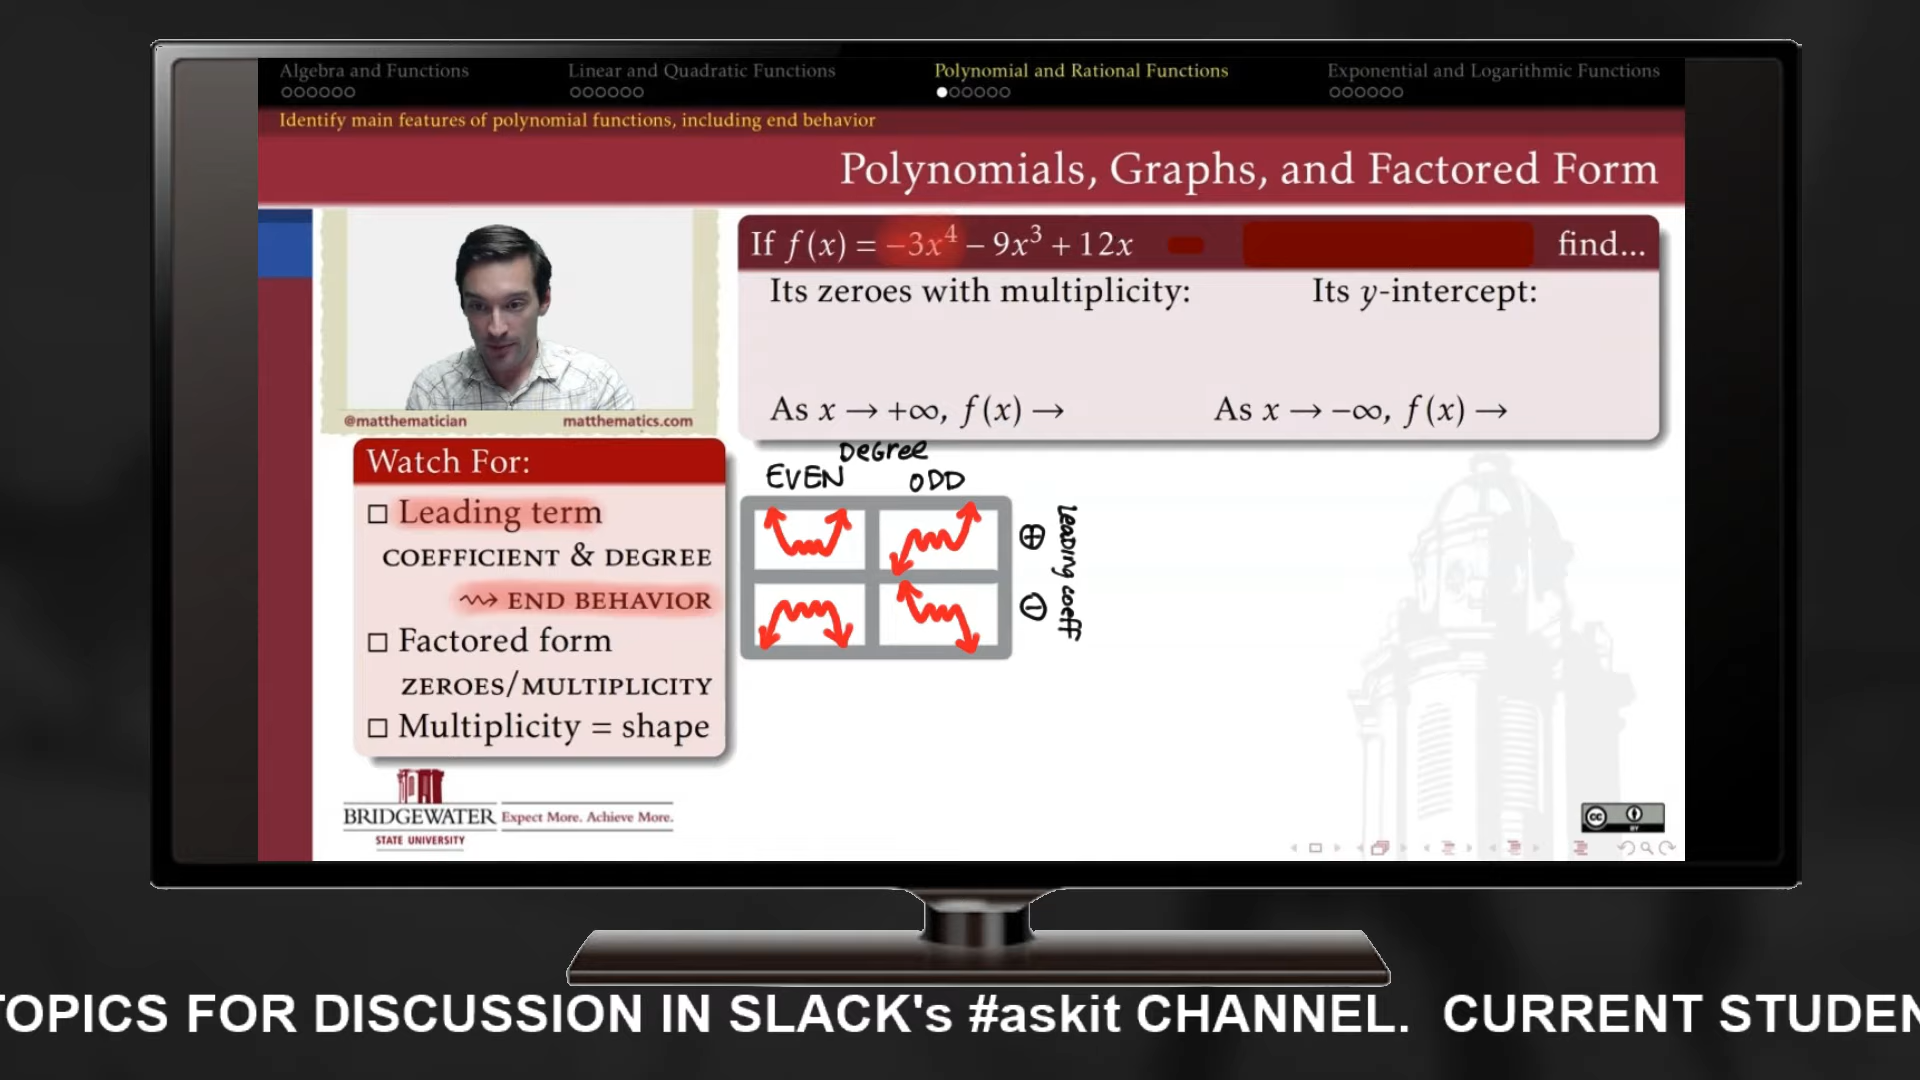 Algebra and Functions
Linear and Quadratic Functions
Polynomial and Rational Functions
Exponential and Logarithmic Functions
Identify main features of polynomial functions, including end behavior
Polynomials, Graphs, and Factored Form
If f(x) = −3x⁴ − 9x³ + 12x find...
Its zeroes with multiplicity:
Its y-intercept:
As x → +∞, f(x) →
As x → −∞, f(x) →
@matthematician
matthematics.com
Watch For:
□ Leading term
COEFFICIENT & DEGREE
⇝ END BEHAVIOR
□ Factored form
ZEROES/MULTIPLICITY
□ Multiplicity = shape
DeGree
EVEN
ODD
⊕
⊖
Leading coeff
BRIDGEWATER
STATE UNIVERSITY
Expect More. Achieve More.
cc
BY
TOPICS FOR DISCUSSION IN SLACK's #askit CHANNEL. CURRENT STUDEN